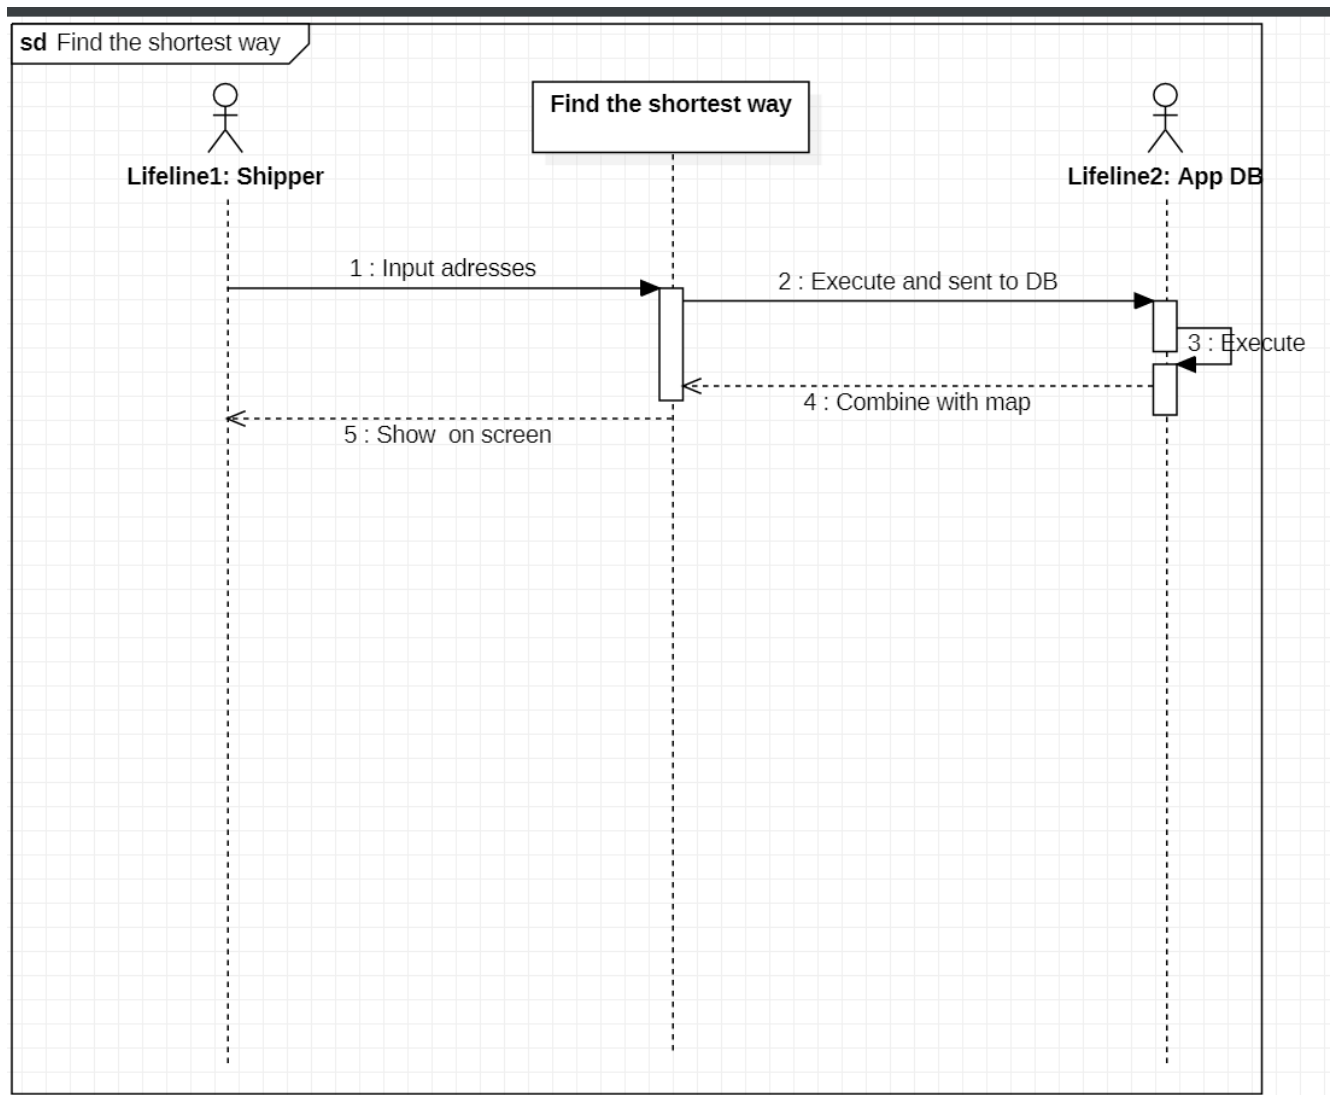 sd Find the shortest way
Find the shortest way
Lifeline1: Shipper
Lifeline2: App DB
1 : Input adresses
2 : Execute and sent to DB
3 : Execute
4 : Combine with map
5 : Show  on screen